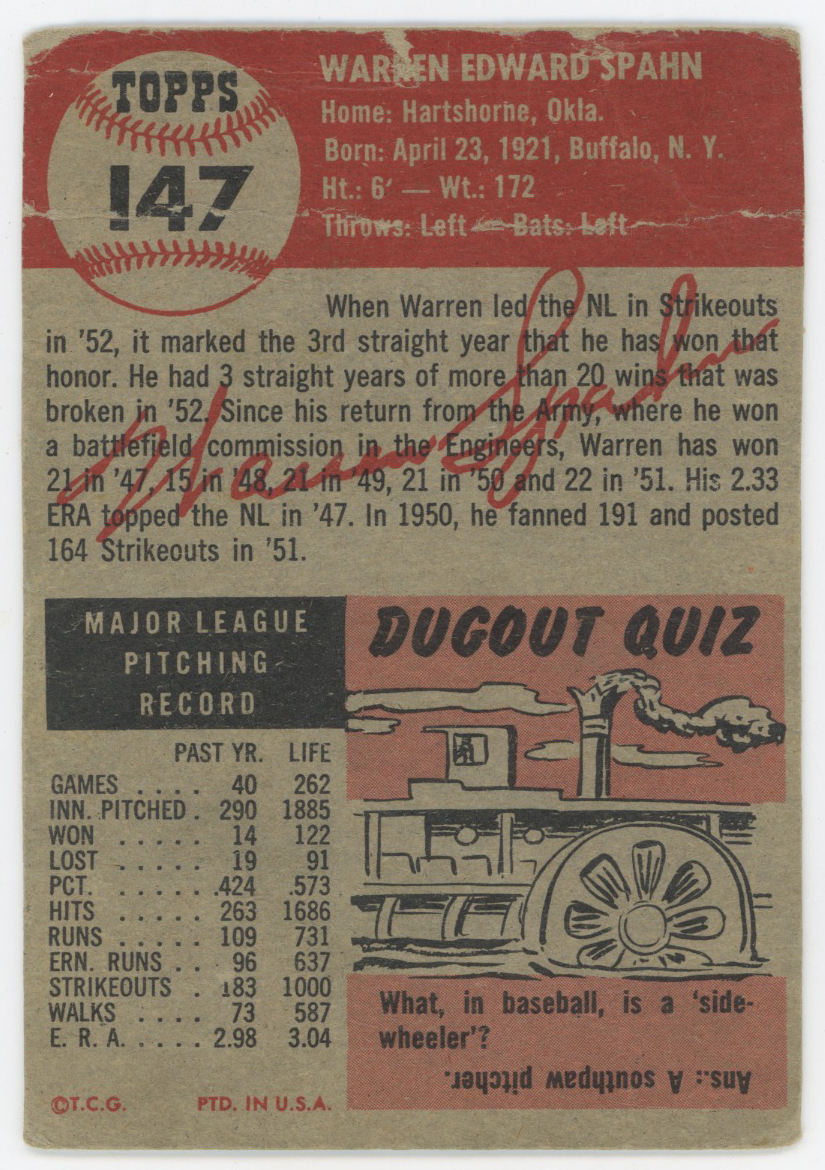 TOPPS
147
WARREN EDWARD SPAHN
Home: Hartshorne, Okla.
Born: April 23, 1921, Buffalo, N. Y.
Ht.: 6' — Wt.: 172
Throws: Left — Bats: Left
When Warren led the NL in Strikeouts
in '52, it marked the 3rd straight year that he has won that
honor. He had 3 straight years of more than 20 wins that was
broken in '52. Since his return from the Army, where he won
a battlefield commission in the Engineers, Warren has won
21 in '47, 15 in '48, 21 in '49, 21 in '50 and 22 in '51. His 2.33
ERA topped the NL in '47. In 1950, he fanned 191 and posted
164 Strikeouts in '51.
Warren Spahn
MAJOR LEAGUE
PITCHING
RECORD
PAST YR. LIFE
GAMES . . . . 40 262
INN. PITCHED . 290 1885
WON . . . . . 14 122
LOST . . . . . 19 91
PCT. . . . . . .424 .573
HITS . . . . . 263 1686
RUNS . . . . . 109 731
ERN. RUNS . . 96 637
STRIKEOUTS . 183 1000
WALKS . . . . 73 587
E. R. A. . . . . 2.98 3.04
©T.C.G. PTD. IN U.S.A.
DUGOUT QUIZ
What, in baseball, is a 'side-
wheeler'?
Ans.: A southpaw pitcher.